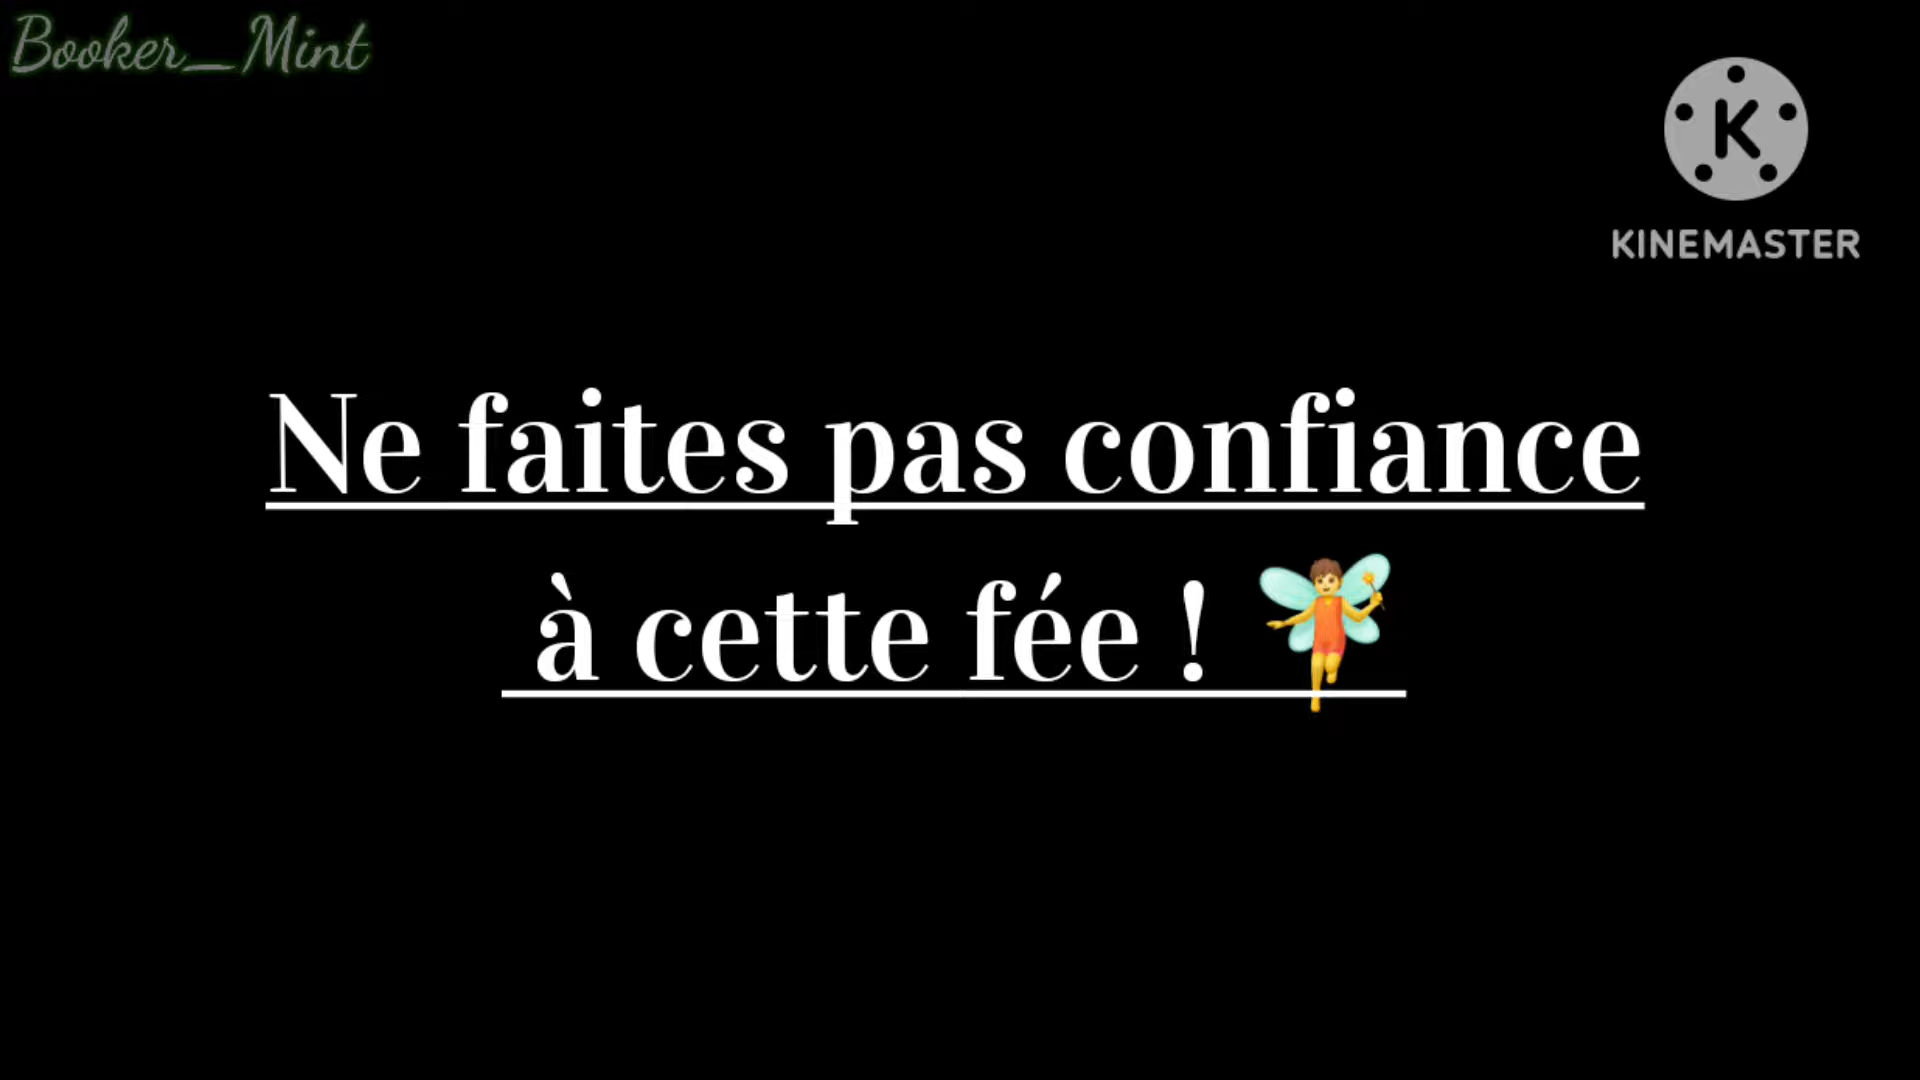 Booker_Mint
K
KINEMASTER
Ne faites pas confiance
à cette fée ! 🧚